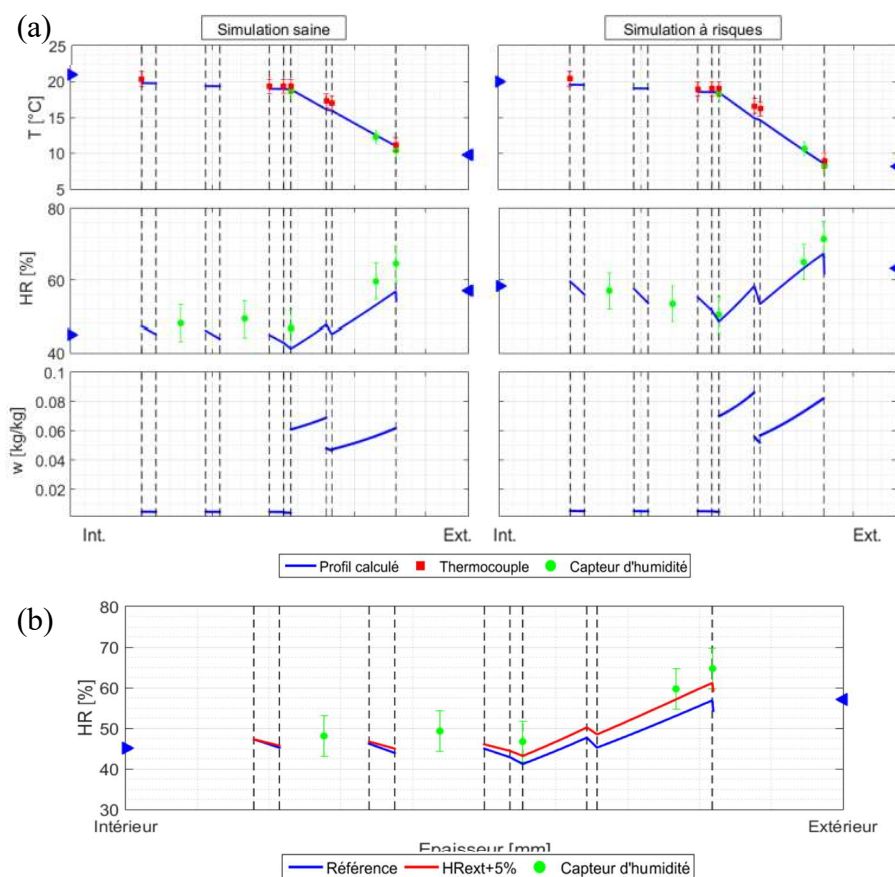 (a)
Simulation saine
Simulation à risques
25
20
15
10
5
T [°C]
80
60
40
HR [%]
0.1
0.08
0.06
0.04
0.02
w [kg/kg]
Int.
Ext.
Int.
Ext.
Profil calculé
Thermocouple
Capteur d'humidité
(b)
80
70
60
50
40
30
HR [%]
Intérieur
Epaisseur [mm]
Extérieur
Référence
HRext+5%
Capteur d'humidité